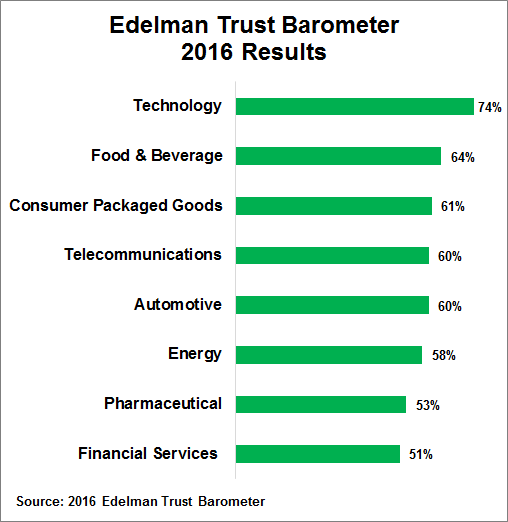 Edelman Trust Barometer
2016 Results
Technology 74%
Food & Beverage 64%
Consumer Packaged Goods 61%
Telecommunications 60%
Automotive 60%
Energy 58%
Pharmaceutical 53%
Financial Services 51%
Source: 2016 Edelman Trust Barometer